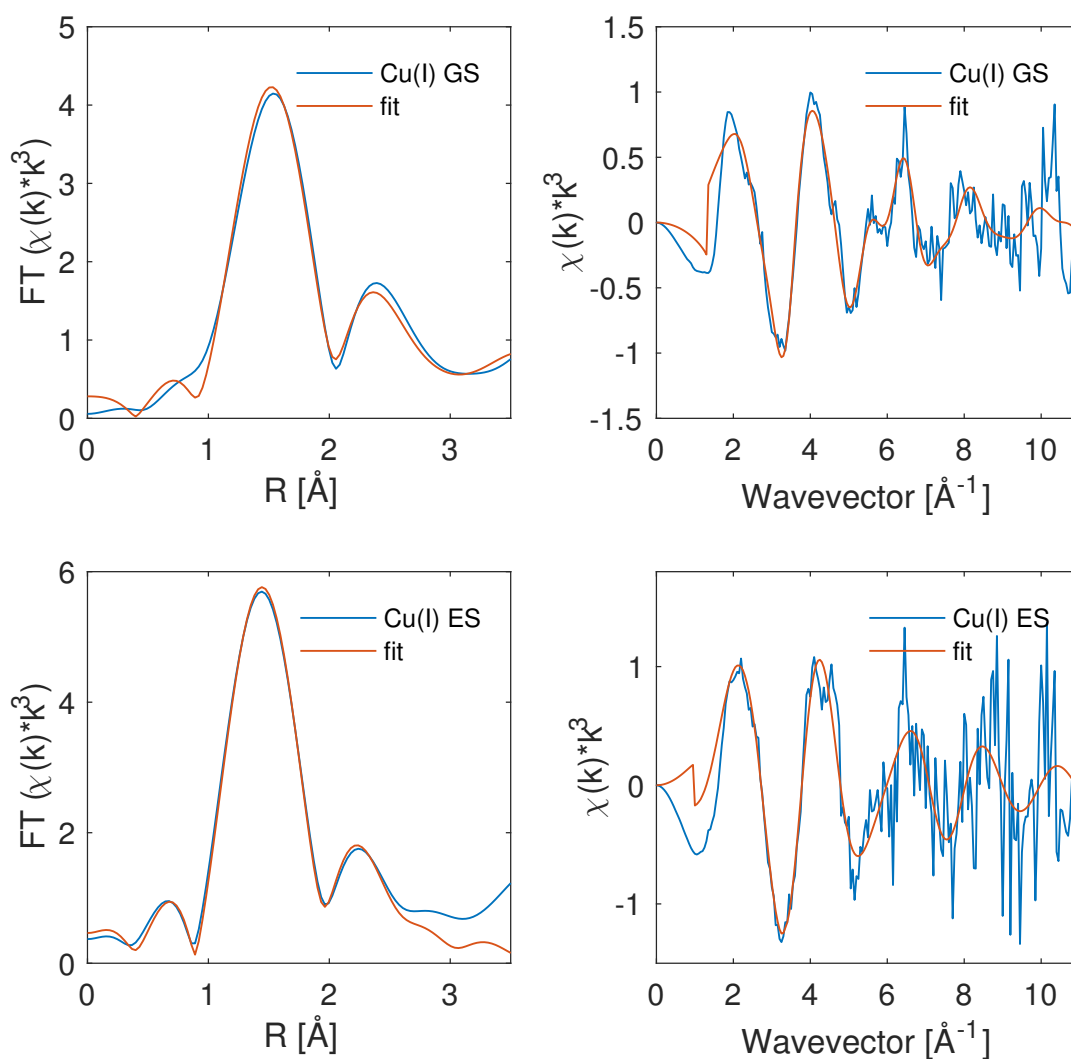 5
4
3
2
1
0
FT (χ(k)*k³)
Cu(I) GS
fit
0 1 2 3
R [Å]
1.5
1
0.5
0
-0.5
-1
-1.5
χ(k)*k³
Cu(I) GS
fit
0 2 4 6 8 10
Wavevector [Å⁻¹]
6
4
2
0
FT (χ(k)*k³)
Cu(I) ES
fit
0 1 2 3
R [Å]
1
0
-1
χ(k)*k³
Cu(I) ES
fit
0 2 4 6 8 10
Wavevector [Å⁻¹]